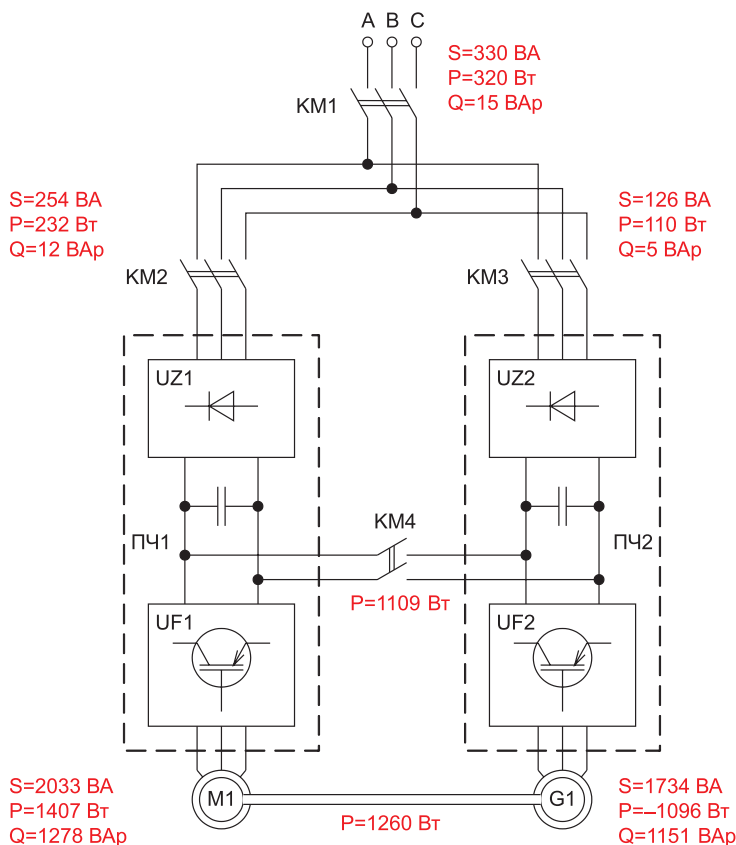 A B C
S=330 ВА
P=320 Вт
Q=15 ВАр
KM1
S=254 ВА
P=232 Вт
Q=12 ВАр
S=126 ВА
P=110 Вт
Q=5 ВАр
KM2
KM3
UZ1
UZ2
KM4
ПЧ1
ПЧ2
P=1109 Вт
UF1
UF2
S=2033 ВА
P=1407 Вт
Q=1278 ВАр
M1
P=1260 Вт
G1
S=1734 ВА
P=–1096 Вт
Q=1151 ВАр